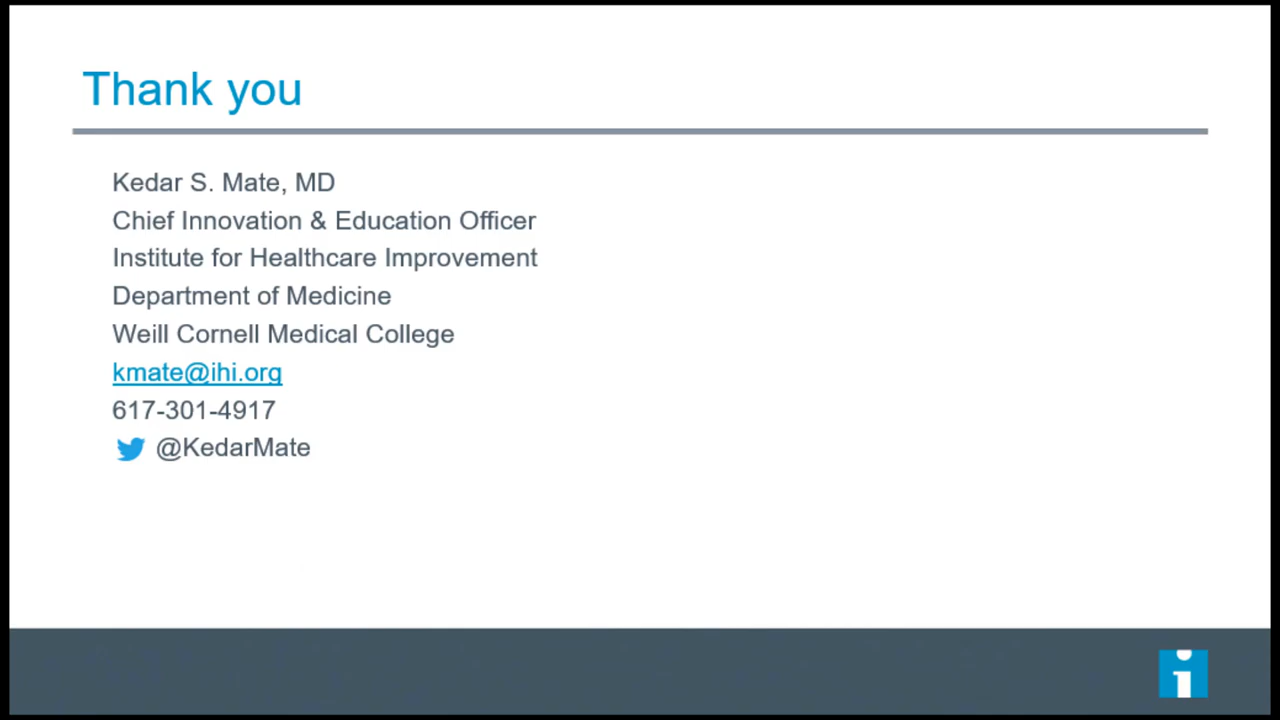 Thank you
Kedar S. Mate, MD
Chief Innovation & Education Officer
Institute for Healthcare Improvement
Department of Medicine
Weill Cornell Medical College
kmate@ihi.org
617-301-4917
@KedarMate
i